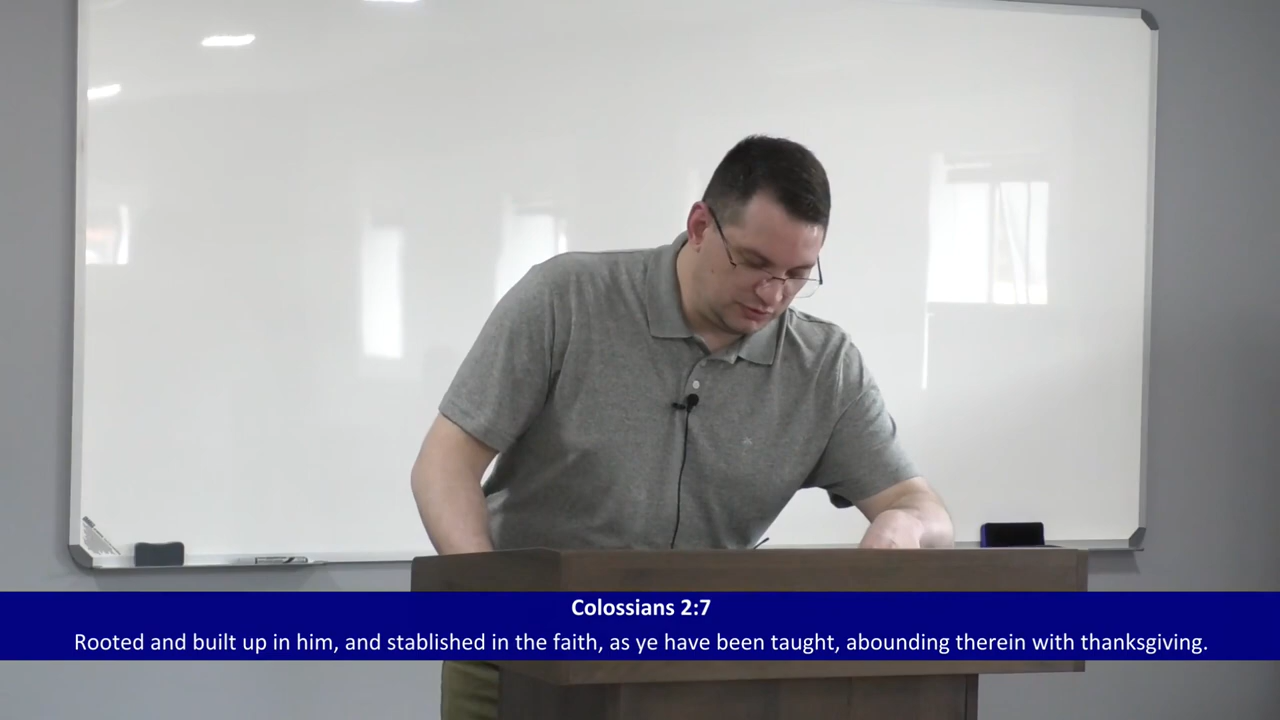 Colossians 2:7
Rooted and built up in him, and stablished in the faith, as ye have been taught, abounding therein with thanksgiving.